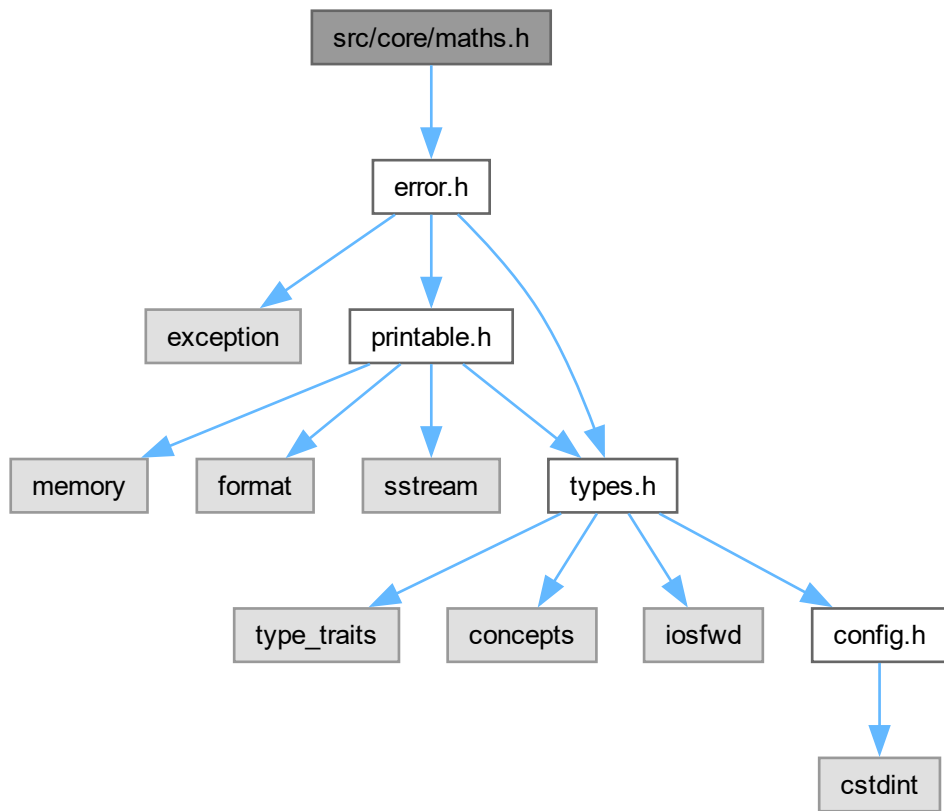 src/core/maths.h
error.h
exception
printable.h
memory
format
sstream
types.h
type_traits
concepts
iosfwd
config.h
cstdint